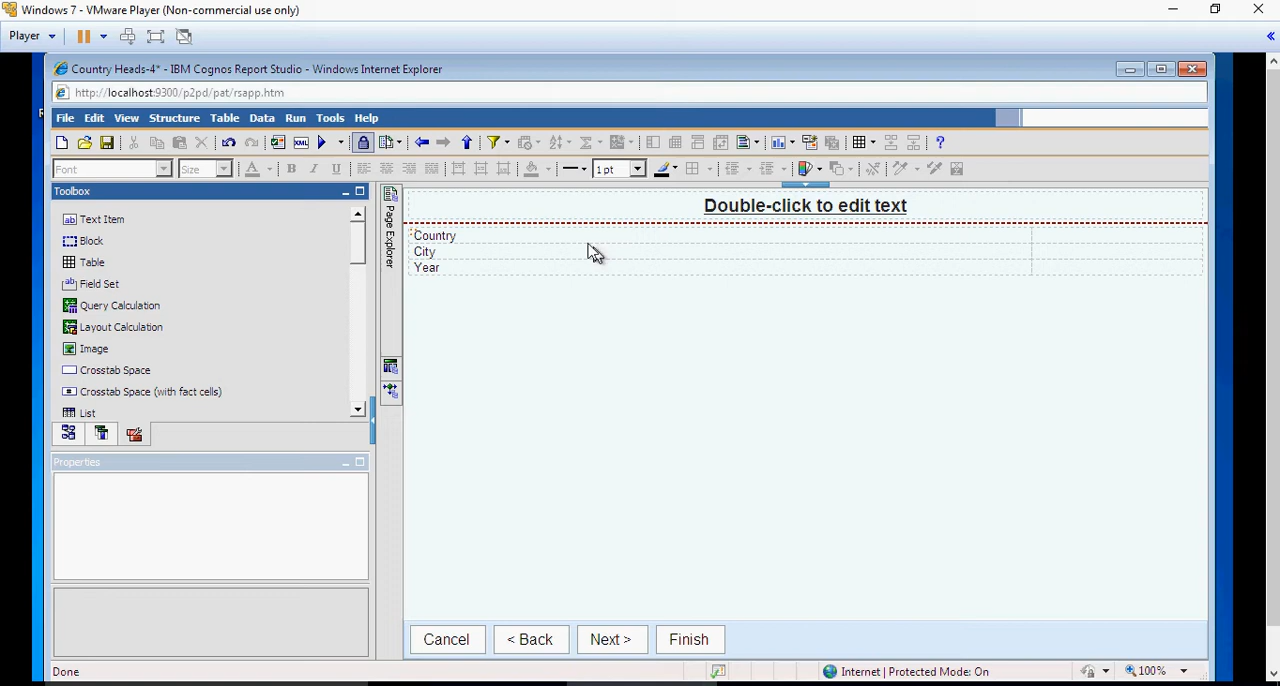 Windows 7 - VMware Player (Non-commercial use only)
Player
Country Heads-4* - IBM Cognos Report Studio - Windows Internet Explorer
http://localhost:9300/p2pd/pat/rsapp.htm
File Edit View Structure Table Data Run Tools Help
Font Size 1 pt
Toolbox
Text Item
Block
Table
Field Set
Query Calculation
Layout Calculation
Image
Crosstab Space
Crosstab Space (with fact cells)
List
Properties
Page Explorer
Double-click to edit text
Country
City
Year
Cancel < Back Next > Finish
Done Internet | Protected Mode: On 100%